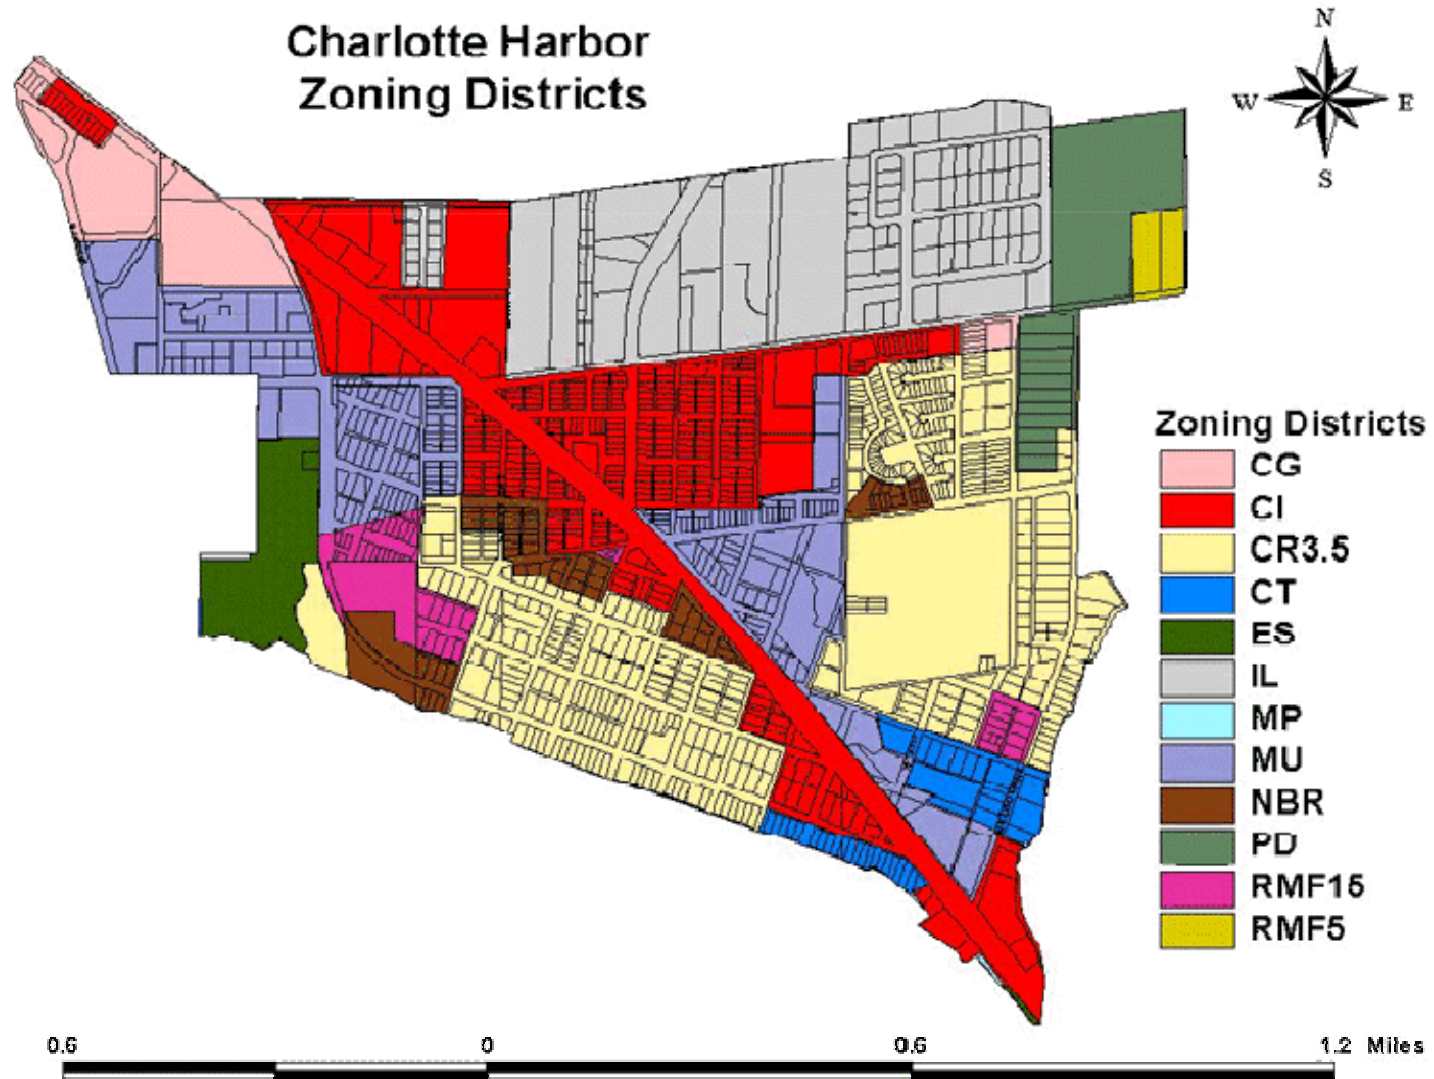 Charlotte Harbor
Zoning Districts
N
W
E
S
Zoning Districts
CG
CI
CR3.5
CT
ES
IL
MP
MU
NBR
PD
RMF15
RMF5
0.6 0 0.6 1.2 Miles